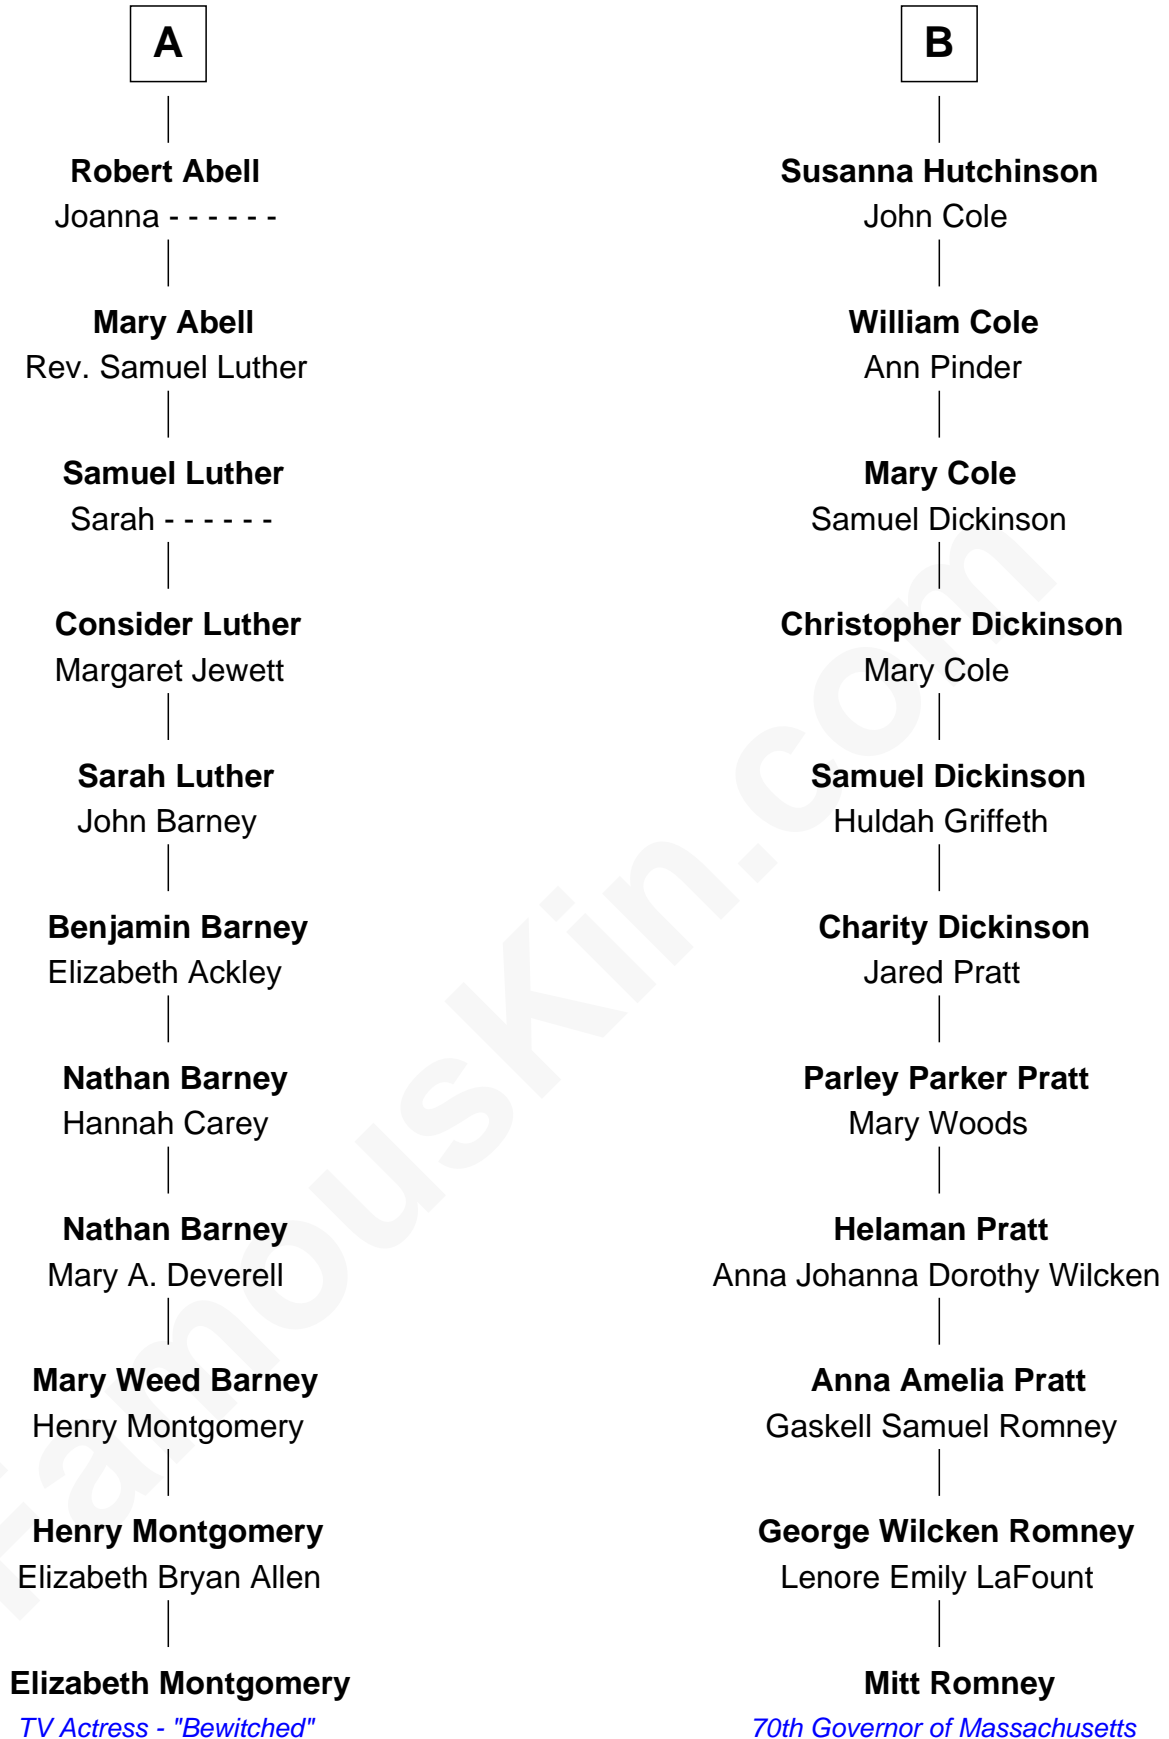 A
Robert Abell
Joanna - - - - - -
Mary Abell
Rev. Samuel Luther
Samuel Luther
Sarah - - - - - -
Consider Luther
Margaret Jewett
Sarah Luther
John Barney
Benjamin Barney
Elizabeth Ackley
Nathan Barney
Hannah Carey
Nathan Barney
Mary A. Deverell
Mary Weed Barney
Henry Montgomery
Henry Montgomery
Elizabeth Bryan Allen
Elizabeth Montgomery
TV Actress - "Bewitched"
B
Susanna Hutchinson
John Cole
William Cole
Ann Pinder
Mary Cole
Samuel Dickinson
Christopher Dickinson
Mary Cole
Samuel Dickinson
Huldah Griffeth
Charity Dickinson
Jared Pratt
Parley Parker Pratt
Mary Woods
Helaman Pratt
Anna Johanna Dorothy Wilcken
Anna Amelia Pratt
Gaskell Samuel Romney
George Wilcken Romney
Lenore Emily LaFount
Mitt Romney
70th Governor of Massachusetts
FamousKin.com